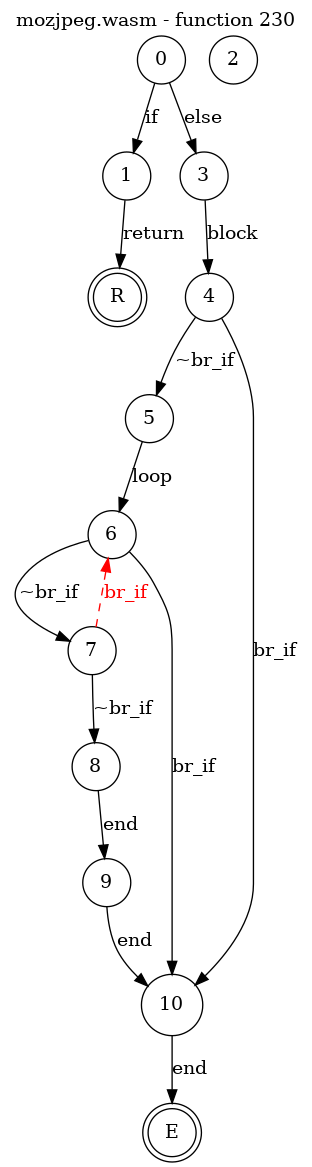 mozjpeg.wasm - function 230
0
2
if
else
1
3
return
block
R
4
~br_if
5
loop
6
~br_if
br_if
br_if
7
~br_if
8
br_if
end
9
end
10
end
E